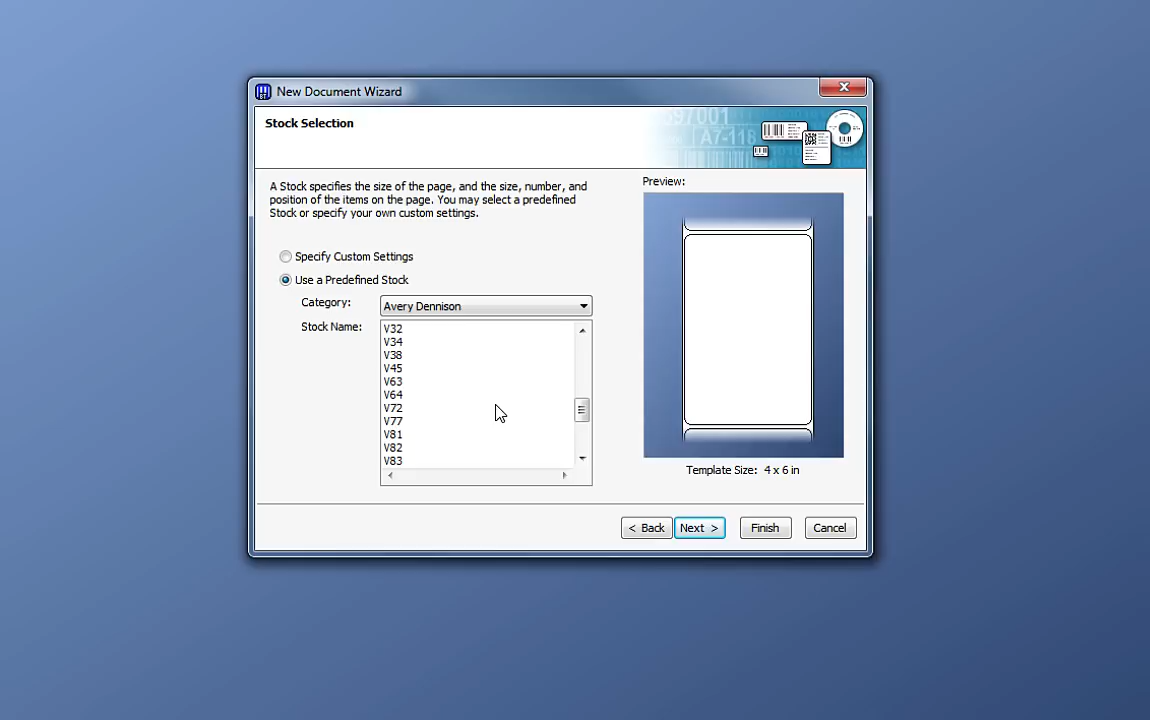 New Document Wizard
Stock Selection
597001
A7-118
A Stock specifies the size of the page, and the size, number, and
position of the items on the page. You may select a predefined
Stock or specify your own custom settings.
Specify Custom Settings
Use a Predefined Stock
Category:
Avery Dennison
Stock Name:
V32
V34
V38
V45
V63
V64
V72
V77
V81
V82
V83
Preview:
Template Size: 4 x 6 in
< Back
Next >
Finish
Cancel